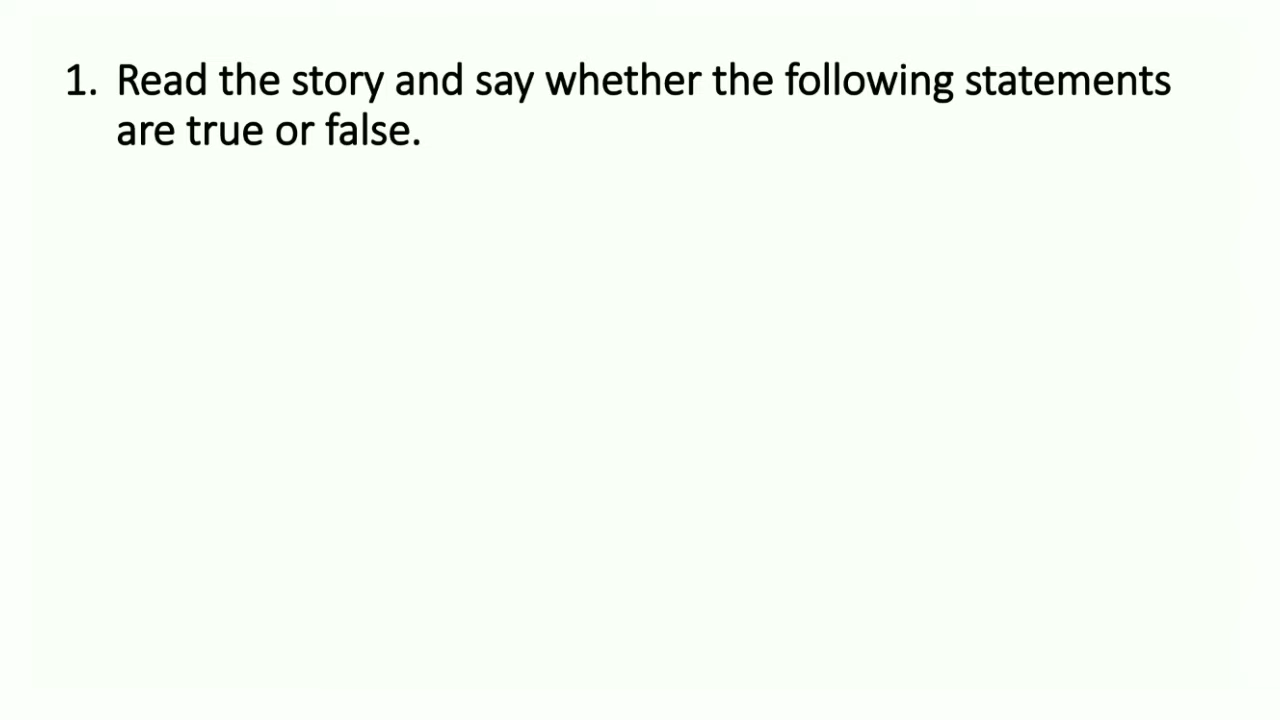 1. Read the story and say whether the following statements
are true or false.